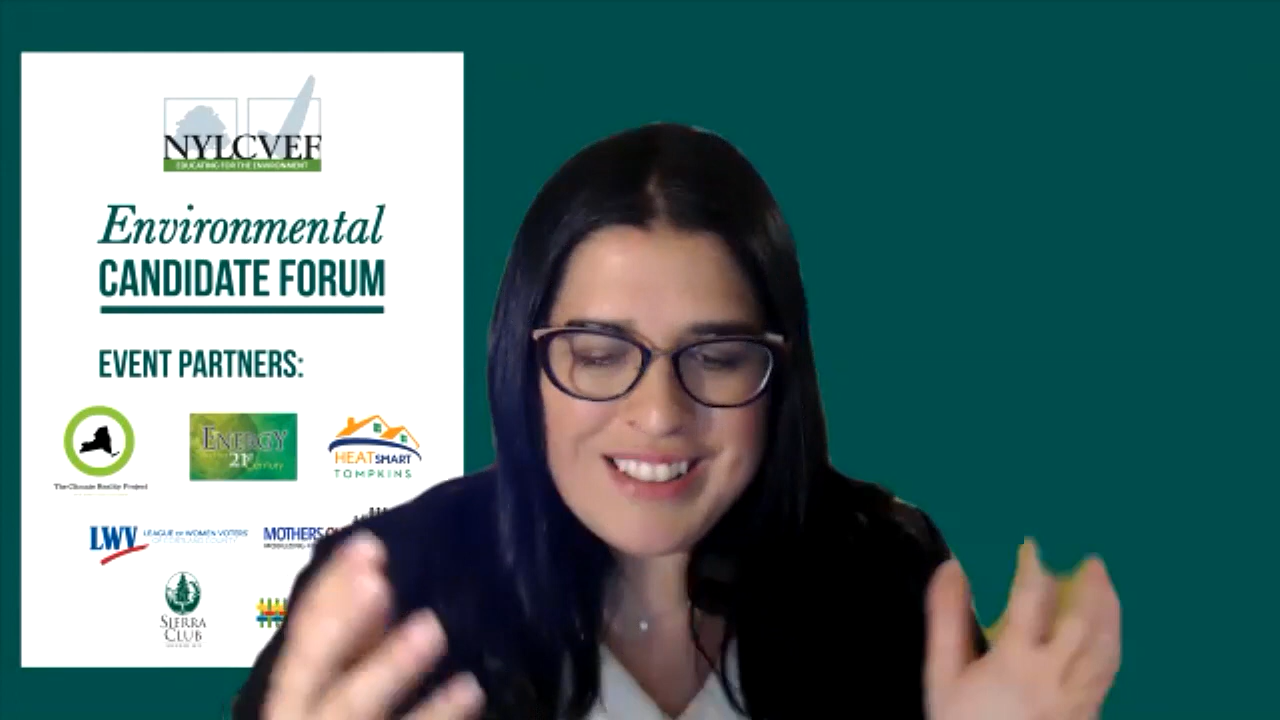 NYLCVEF
EDUCATING FOR THE ENVIRONMENT
Environmental
CANDIDATE FORUM
EVENT PARTNERS:
The Climate Reality Project
ENERGY
21st Century
HEATSMART
TOMPKINS
LWV LEAGUE OF WOMEN VOTERS
MOTHERS
SIERRA
CLUB